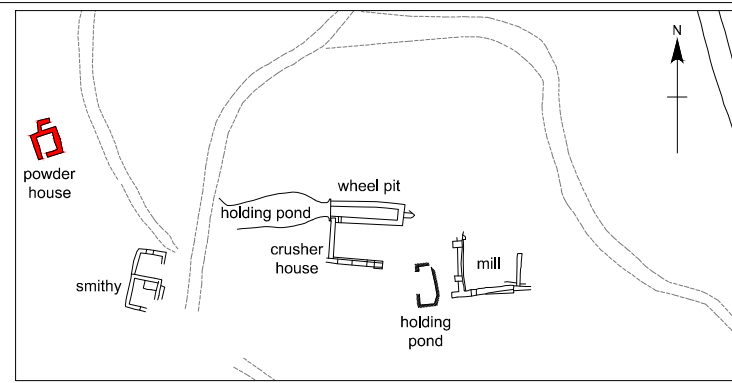 N
powder
house
wheel pit
holding pond
crusher
house
mill
smithy
holding
pond